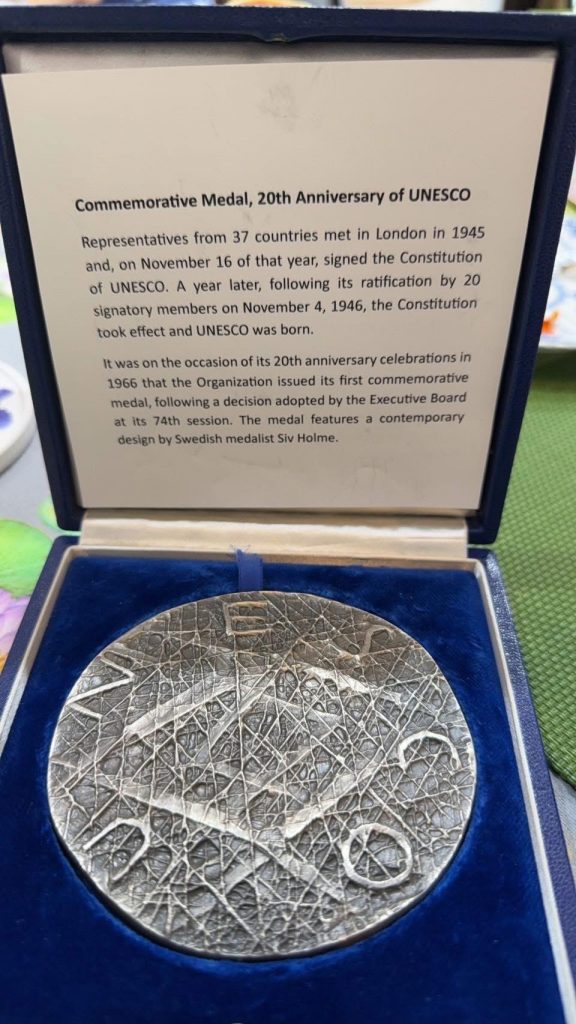 Commemorative Medal, 20th Anniversary of UNESCO
Representatives from 37 countries met in London in 1945
and, on November 16 of that year, signed the Constitution
of UNESCO. A year later, following its ratification by 20
signatory members on November 4, 1946, the Constitution
took effect and UNESCO was born.
It was on the occasion of its 20th anniversary celebrations in
1966 that the Organization issued its first commemorative
medal, following a decision adopted by the Executive Board
at its 74th session. The medal features a contemporary
design by Swedish medalist Siv Holme.
U N E S C O